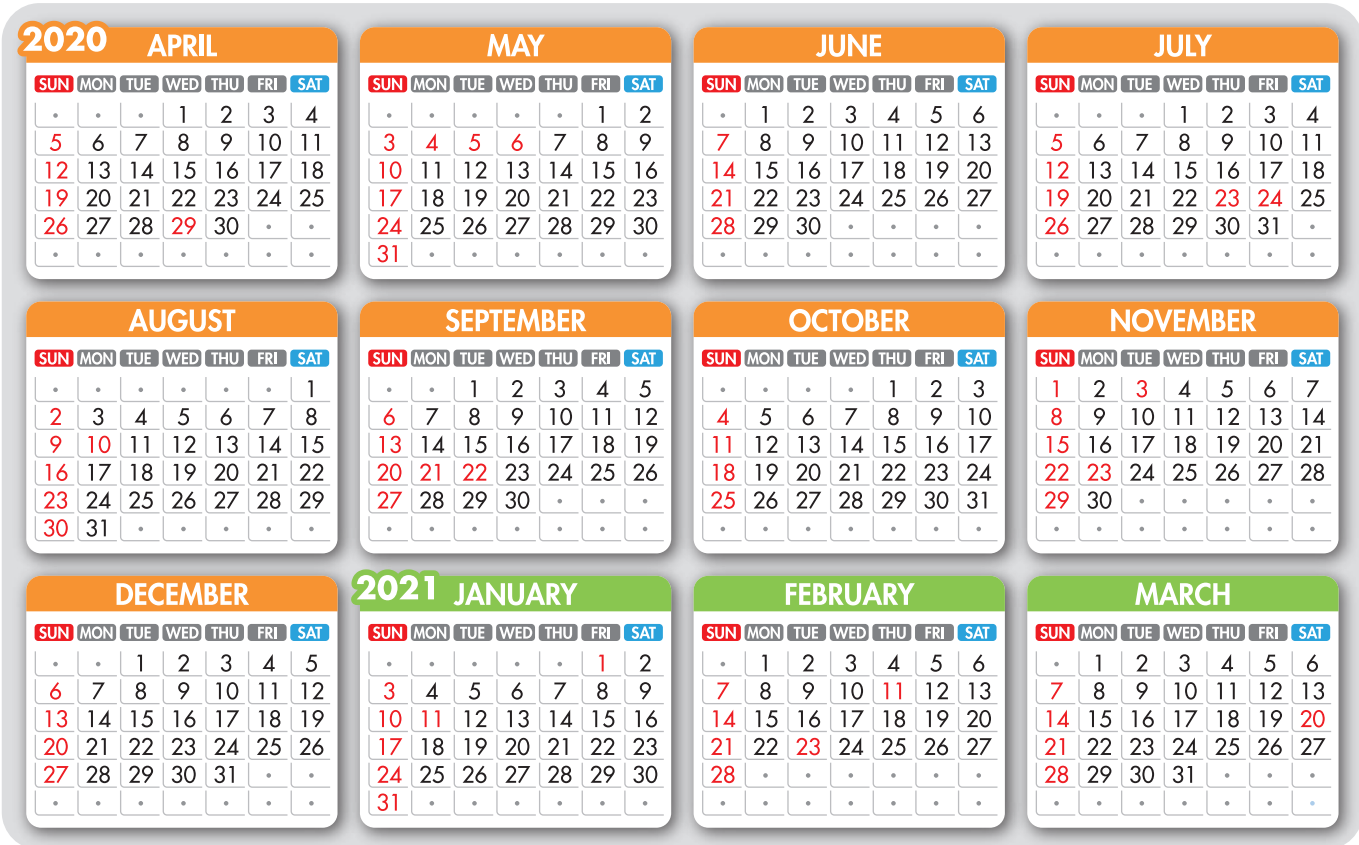 2020 APRIL
SUN MON TUE WED THU FRI SAT
1 2 3 4
5 6 7 8 9 10 11
12 13 14 15 16 17 18
19 20 21 22 23 24 25
26 27 28 29 30
MAY
SUN MON TUE WED THU FRI SAT
1 2
3 4 5 6 7 8 9
10 11 12 13 14 15 16
17 18 19 20 21 22 23
24 25 26 27 28 29 30
31
JUNE
SUN MON TUE WED THU FRI SAT
1 2 3 4 5 6
7 8 9 10 11 12 13
14 15 16 17 18 19 20
21 22 23 24 25 26 27
28 29 30
JULY
SUN MON TUE WED THU FRI SAT
1 2 3 4
5 6 7 8 9 10 11
12 13 14 15 16 17 18
19 20 21 22 23 24 25
26 27 28 29 30 31
AUGUST
SUN MON TUE WED THU FRI SAT
1
2 3 4 5 6 7 8
9 10 11 12 13 14 15
16 17 18 19 20 21 22
23 24 25 26 27 28 29
30 31
SEPTEMBER
SUN MON TUE WED THU FRI SAT
1 2 3 4 5
6 7 8 9 10 11 12
13 14 15 16 17 18 19
20 21 22 23 24 25 26
27 28 29 30
OCTOBER
SUN MON TUE WED THU FRI SAT
1 2 3
4 5 6 7 8 9 10
11 12 13 14 15 16 17
18 19 20 21 22 23 24
25 26 27 28 29 30 31
NOVEMBER
SUN MON TUE WED THU FRI SAT
1 2 3 4 5 6 7
8 9 10 11 12 13 14
15 16 17 18 19 20 21
22 23 24 25 26 27 28
29 30
DECEMBER
SUN MON TUE WED THU FRI SAT
1 2 3 4 5
6 7 8 9 10 11 12
13 14 15 16 17 18 19
20 21 22 23 24 25 26
27 28 29 30 31
2021 JANUARY
SUN MON TUE WED THU FRI SAT
1 2
3 4 5 6 7 8 9
10 11 12 13 14 15 16
17 18 19 20 21 22 23
24 25 26 27 28 29 30
31
FEBRUARY
SUN MON TUE WED THU FRI SAT
1 2 3 4 5 6
7 8 9 10 11 12 13
14 15 16 17 18 19 20
21 22 23 24 25 26 27
28
MARCH
SUN MON TUE WED THU FRI SAT
1 2 3 4 5 6
7 8 9 10 11 12 13
14 15 16 17 18 19 20
21 22 23 24 25 26 27
28 29 30 31